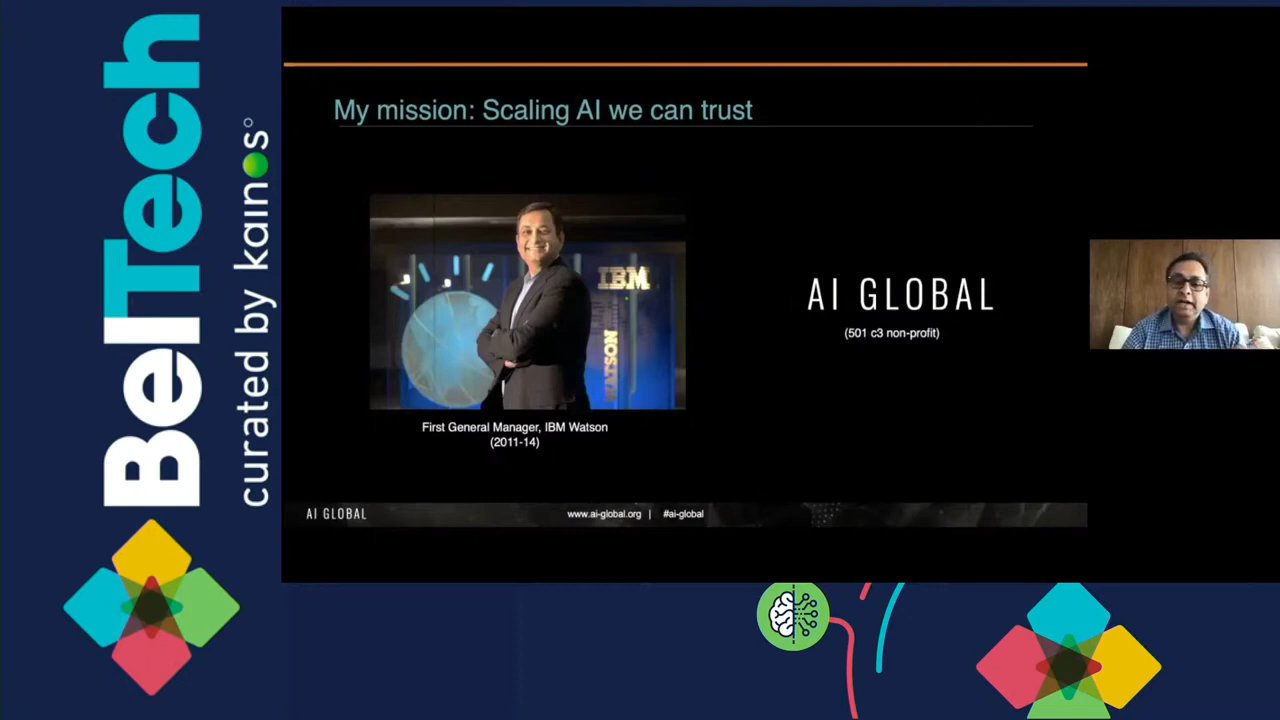 BelTech
curated by kainos
My mission: Scaling AI we can trust
IBM
WATSON
First General Manager, IBM Watson
(2011-14)
AI GLOBAL
(501 c3 non-profit)
AI GLOBAL
www.ai-global.org | #ai-global